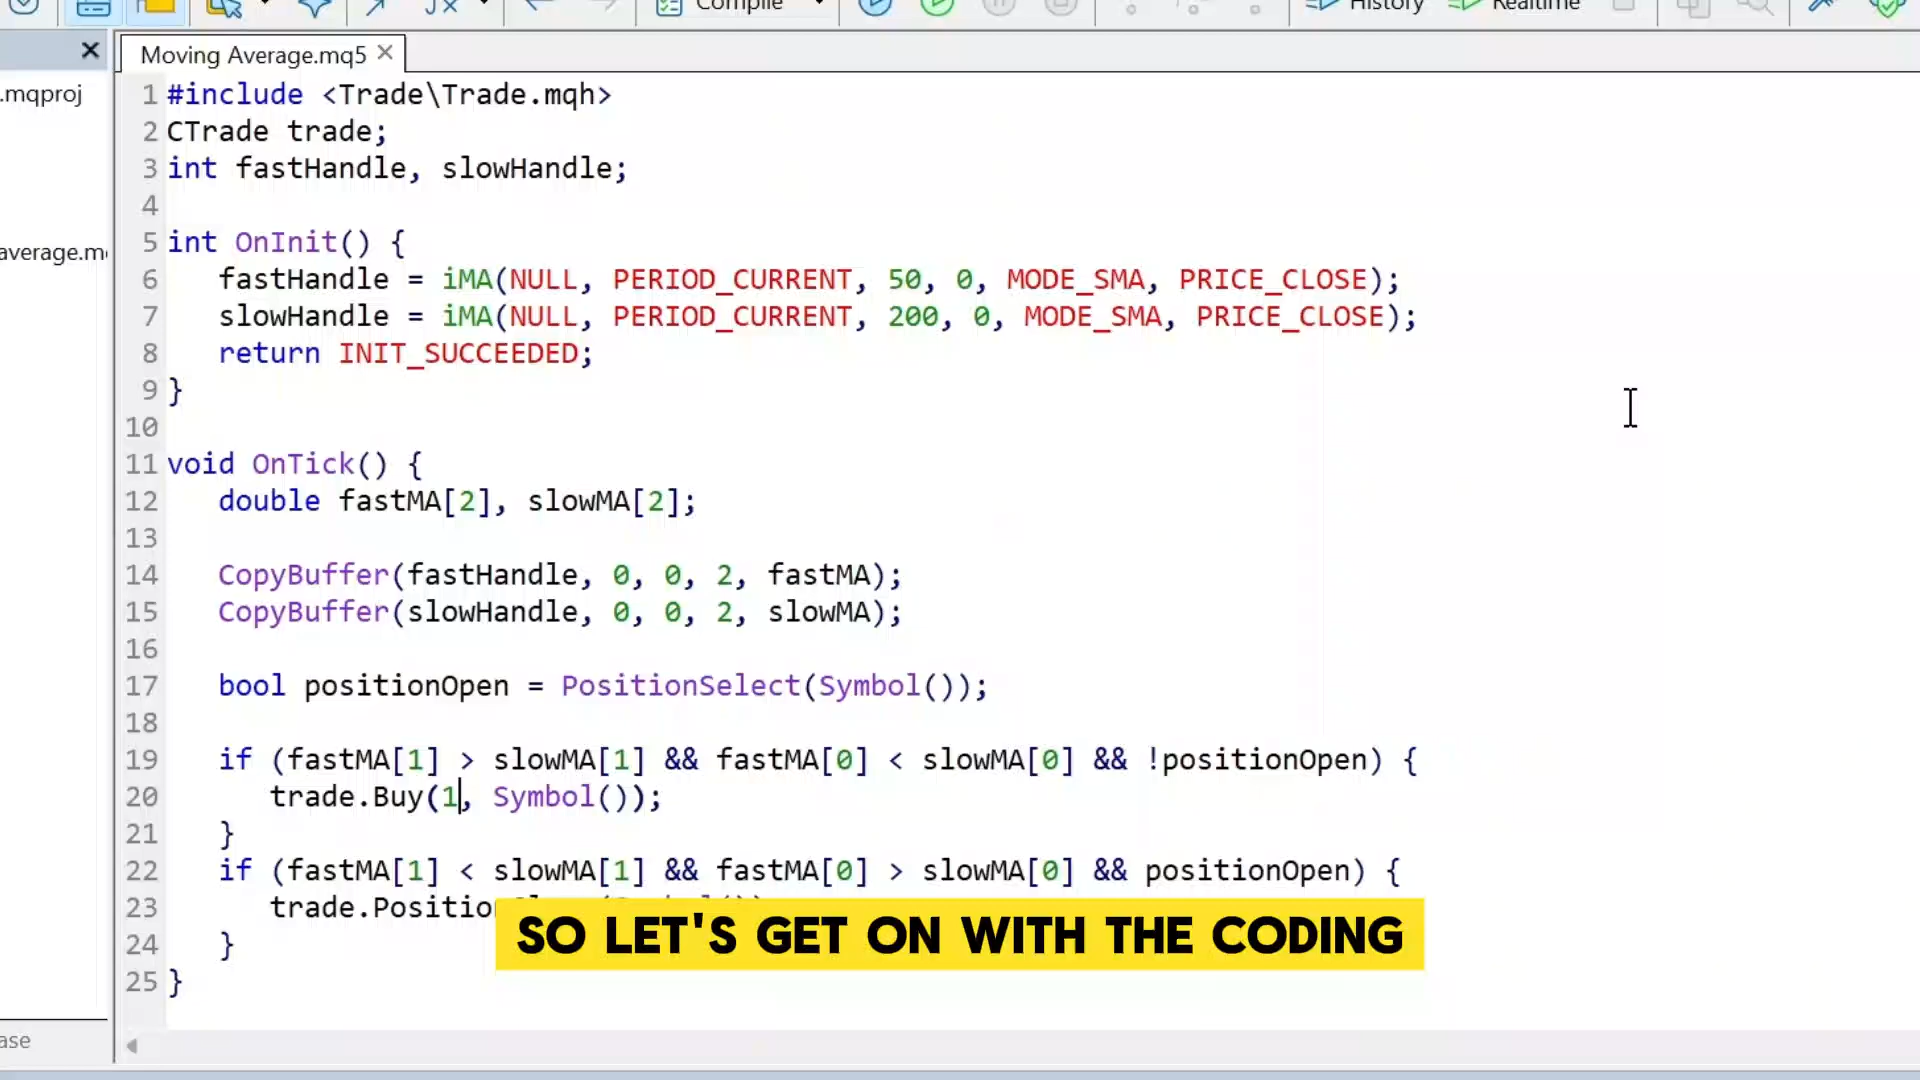 Compile
History
Realtime
Moving Average.mq5
.mqproj
average.m
ase
1 #include <Trade\Trade.mqh>
2 CTrade trade;
3 int fastHandle, slowHandle;
4
5 int OnInit() {
6 fastHandle = iMA(NULL, PERIOD_CURRENT, 50, 0, MODE_SMA, PRICE_CLOSE);
7 slowHandle = iMA(NULL, PERIOD_CURRENT, 200, 0, MODE_SMA, PRICE_CLOSE);
8 return INIT_SUCCEEDED;
9 }
10
11 void OnTick() {
12 double fastMA[2], slowMA[2];
13
14 CopyBuffer(fastHandle, 0, 0, 2, fastMA);
15 CopyBuffer(slowHandle, 0, 0, 2, slowMA);
16
17 bool positionOpen = PositionSelect(Symbol());
18
19 if (fastMA[1] > slowMA[1] && fastMA[0] < slowMA[0] && !positionOpen) {
20 trade.Buy(1, Symbol());
21 }
22 if (fastMA[1] < slowMA[1] && fastMA[0] > slowMA[0] && positionOpen) {
23 trade.Positio
24 }
25 }
SO LET'S GET ON WITH THE CODING